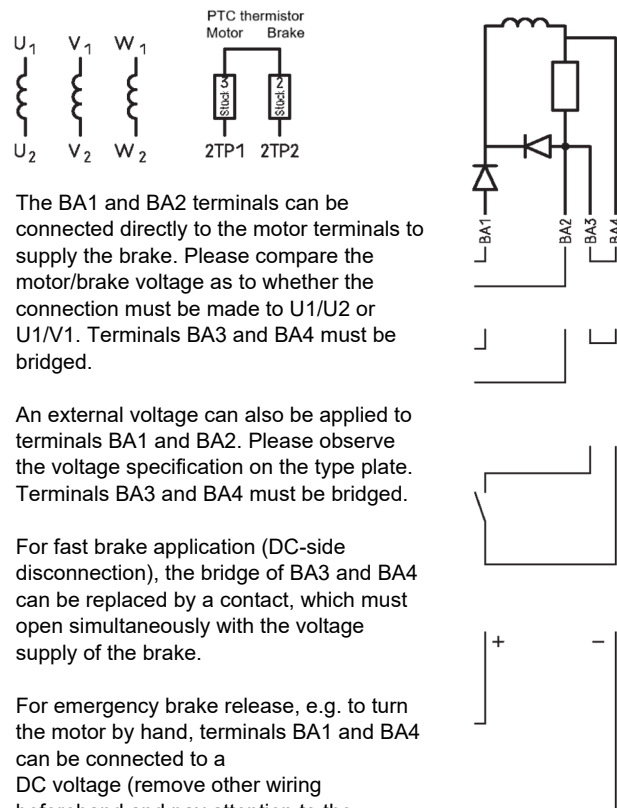 PTC thermistor
Motor Brake
U1 V1 W1
3 2
Stück Stück
U2 V2 W2 2TP1 2TP2
BA1 BA2 BA3 BA4
The BA1 and BA2 terminals can be
connected directly to the motor terminals to
supply the brake. Please compare the
motor/brake voltage as to whether the
connection must be made to U1/U2 or
U1/V1. Terminals BA3 and BA4 must be
bridged.
An external voltage can also be applied to
terminals BA1 and BA2. Please observe
the voltage specification on the type plate.
Terminals BA3 and BA4 must be bridged.
For fast brake application (DC-side
disconnection), the bridge of BA3 and BA4
can be replaced by a contact, which must
open simultaneously with the voltage
supply of the brake.
+ −
For emergency brake release, e.g. to turn
the motor by hand, terminals BA1 and BA4
can be connected to a
DC voltage (remove other wiring